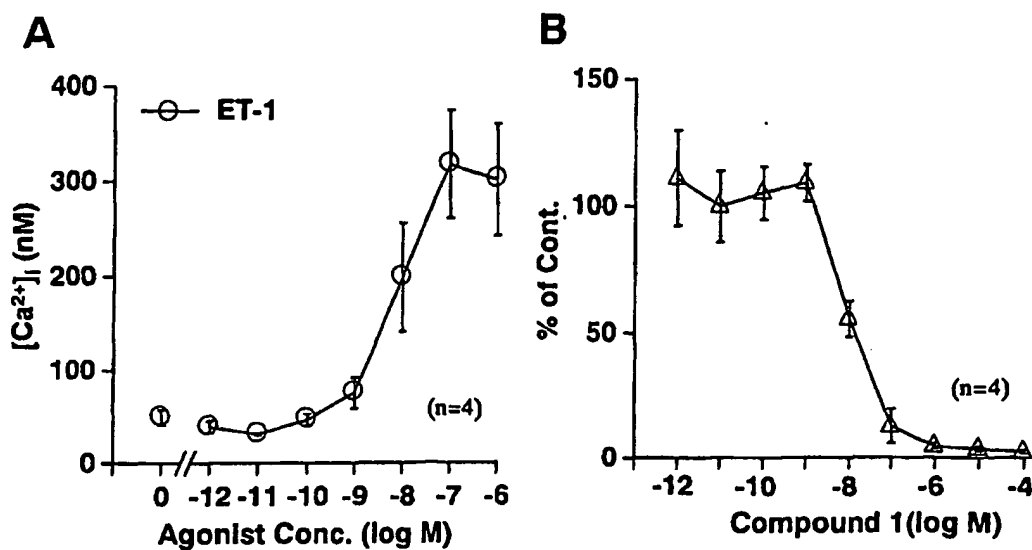 A
400
300
200
100
0
[Ca²⁺]ᵢ (nM)
ET-1
(n=4)
0 -12 -11 -10 -9 -8 -7 -6
Agonist Conc. (log M)
B
150
100
50
0
% of Cont.
(n=4)
-12 -10 -8 -6 -4
Compound 1(log M)